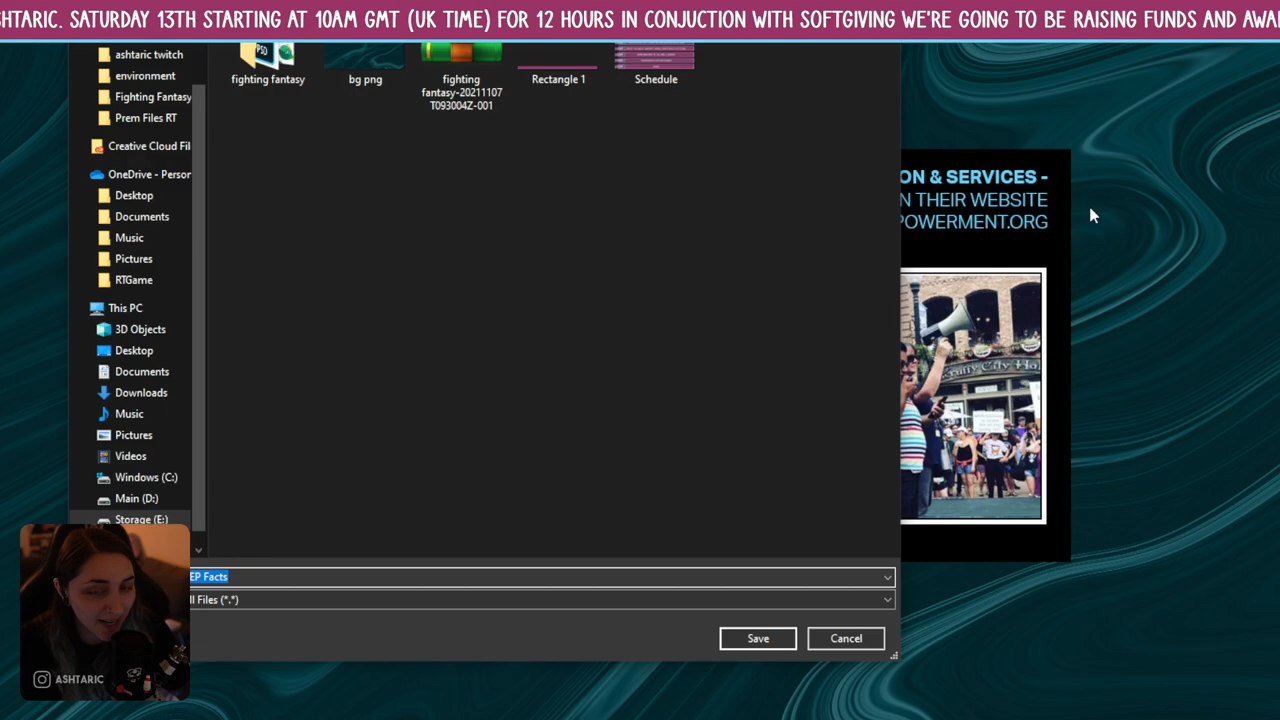 SHTARIC. SATURDAY 13TH STARTING AT 10AM GMT (UK TIME) FOR 12 HOURS IN CONJUCTION WITH SOFTGIVING WE'RE GOING TO BE RAISING FUNDS AND AWA
ashtaric twitch
environment
Fighting Fantasy
Prem Files RT
Creative Cloud Fil
OneDrive - Person
Desktop
Documents
Music
Pictures
RTGame
This PC
3D Objects
Desktop
Documents
Downloads
Music
Pictures
Videos
Windows (C:)
Main (D:)
Storage (E:)
fighting fantasy
bg png
fighting
fantasy-20211107
T093004Z-001
Rectangle 1
Schedule
ON & SERVICES -
N THEIR WEBSITE
POWERMENT.ORG
EP Facts
ll Files (*.*)
Save
Cancel
ASHTARIC